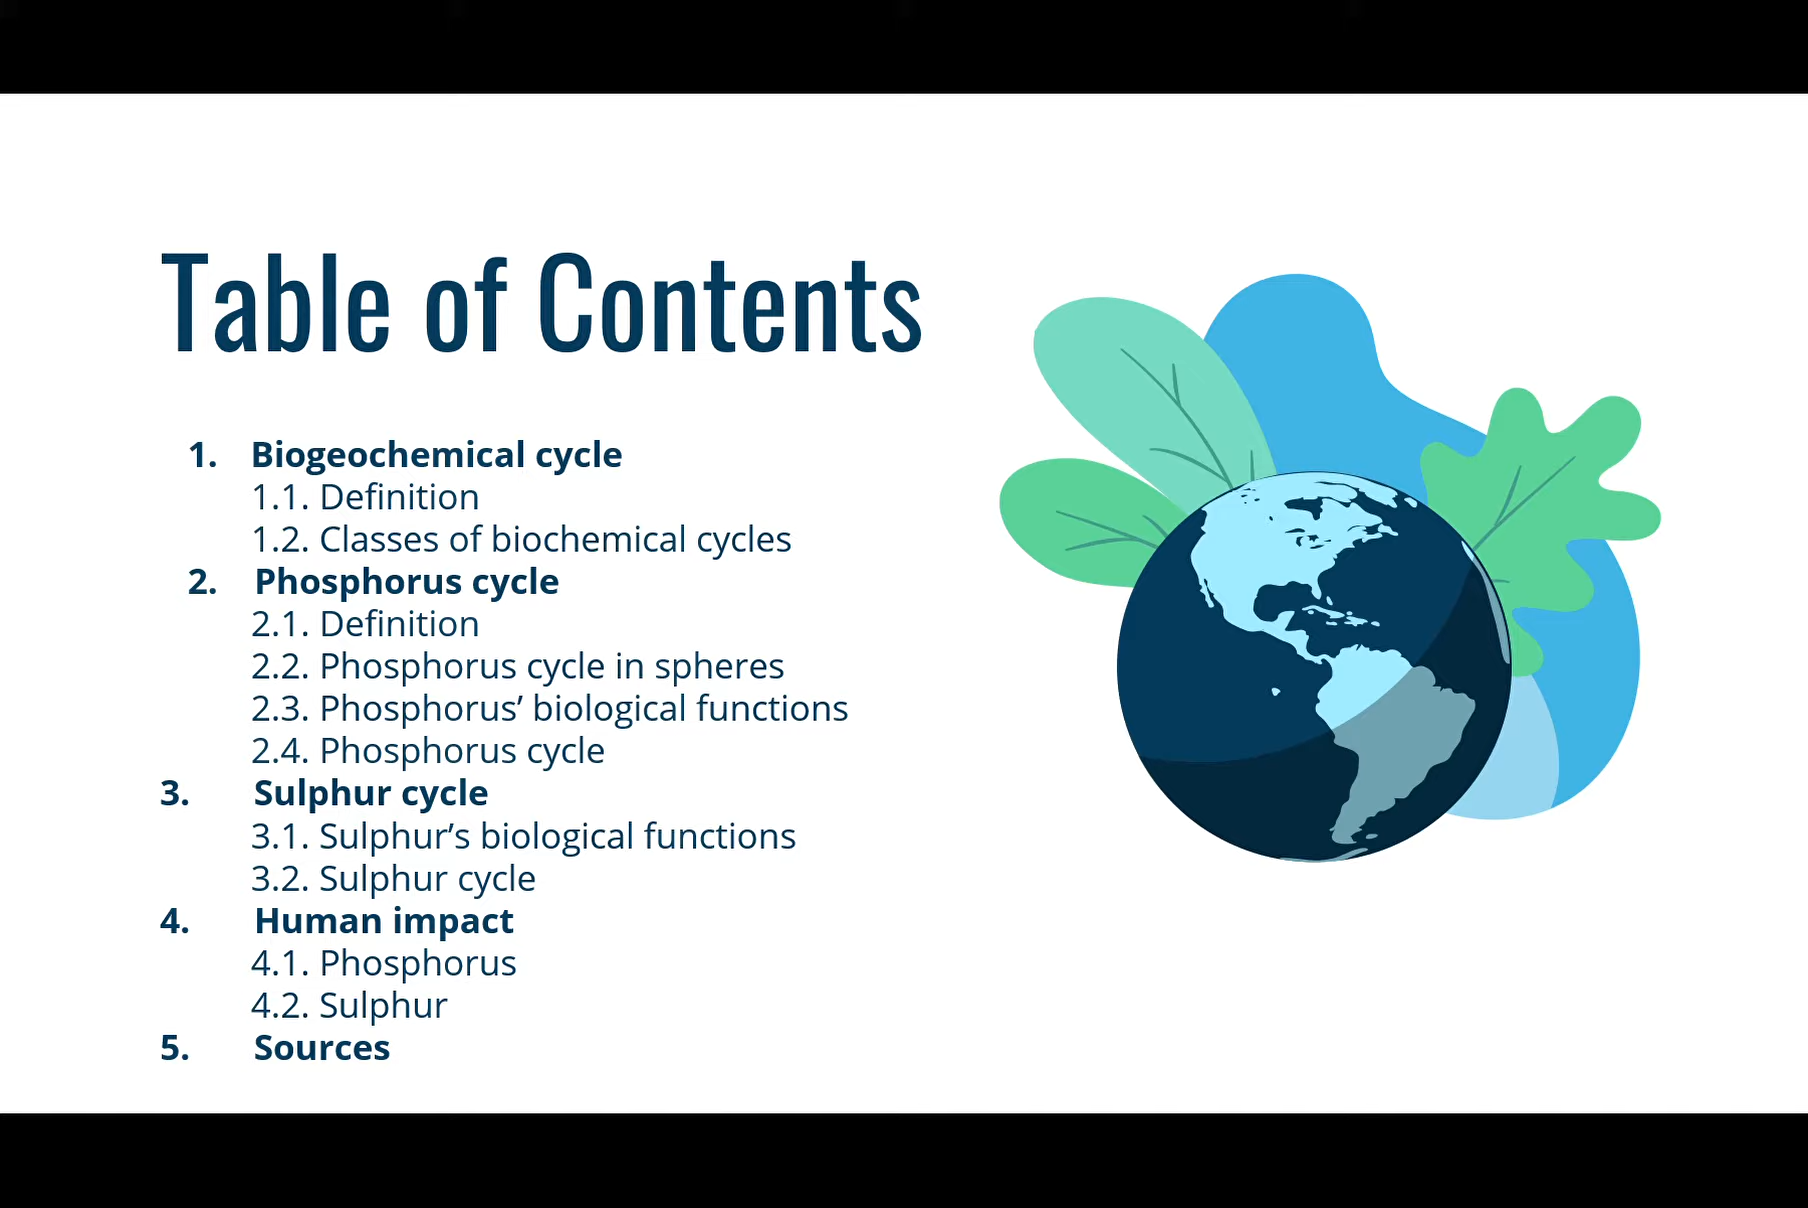 Table of Contents
1. Biogeochemical cycle
1.1. Definition
1.2. Classes of biochemical cycles
2. Phosphorus cycle
2.1. Definition
2.2. Phosphorus cycle in spheres
2.3. Phosphorus’ biological functions
2.4. Phosphorus cycle
3. Sulphur cycle
3.1. Sulphur’s biological functions
3.2. Sulphur cycle
4. Human impact
4.1. Phosphorus
4.2. Sulphur
5. Sources